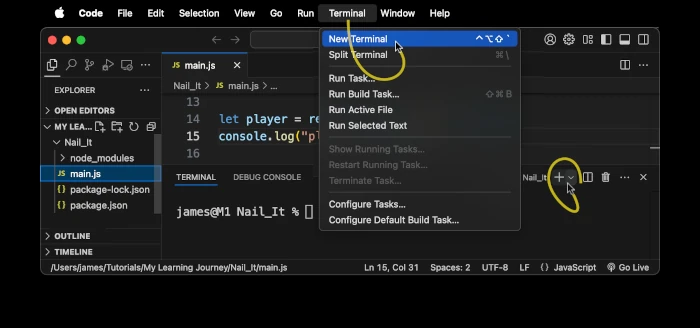 Code File Edit Selection View Go Run Terminal Window Help
New Terminal ^⌥⇧`
Split Terminal ⌘\
Run Task...
Run Build Task... ⇧⌘B
Run Active File
Run Selected Text
Show Running Tasks...
Restart Running Task...
Terminate Task...
Configure Tasks...
Configure Default Build Task...
JS main.js
EXPLORER
OPEN EDITORS
MY LEA...
Nail_It
node_modules
JS main.js
{} package-lock.json
{} package.json
OUTLINE
TIMELINE
Nail_It > JS main.js > ...
13
14 let player = re
15 console.log("pl
16
TERMINAL DEBUG CONSOLE
Nail_It
james@M1 Nail_It %
/Users/james/Tutorials/My Learning Journey/Nail_It/main.js Ln 15, Col 31 Spaces: 2 UTF-8 LF {} JavaScript Go Live